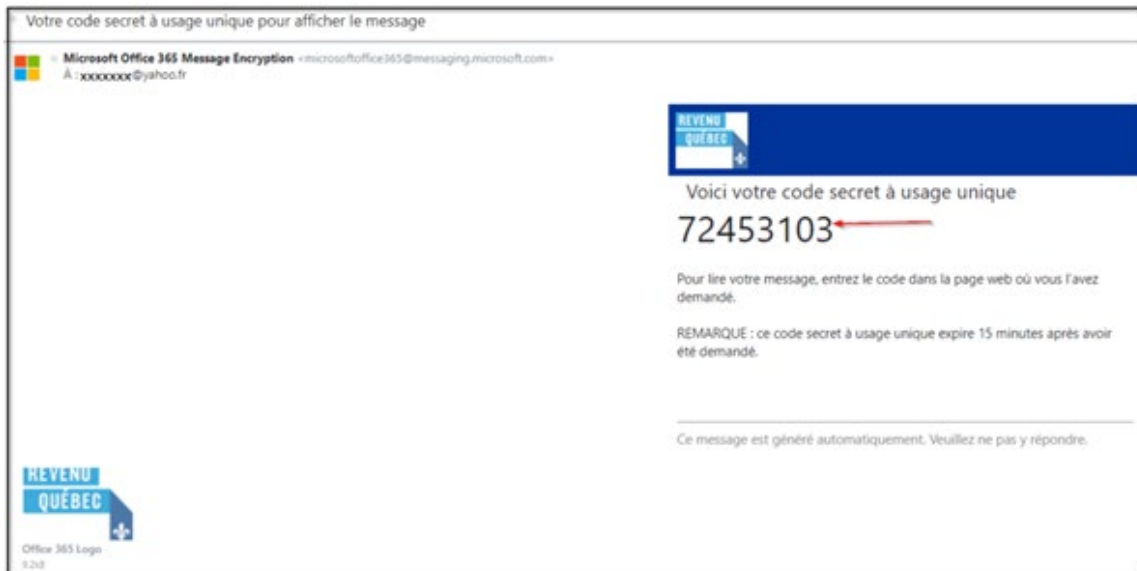 Votre code secret à usage unique pour afficher le message
Microsoft Office 365 Message Encryption <microsoftoffice365@messaging.microsoft.com>
À : xxxxxxx@yahoo.fr
REVENU
QUÉBEC
Voici votre code secret à usage unique
72453103
Pour lire votre message, entrez le code dans la page web où vous l'avez
demandé.
REMARQUE : ce code secret à usage unique expire 15 minutes après avoir
été demandé.
Ce message est généré automatiquement. Veuillez ne pas y répondre.
REVENU
QUÉBEC
Office 365 Logo
9.2kB